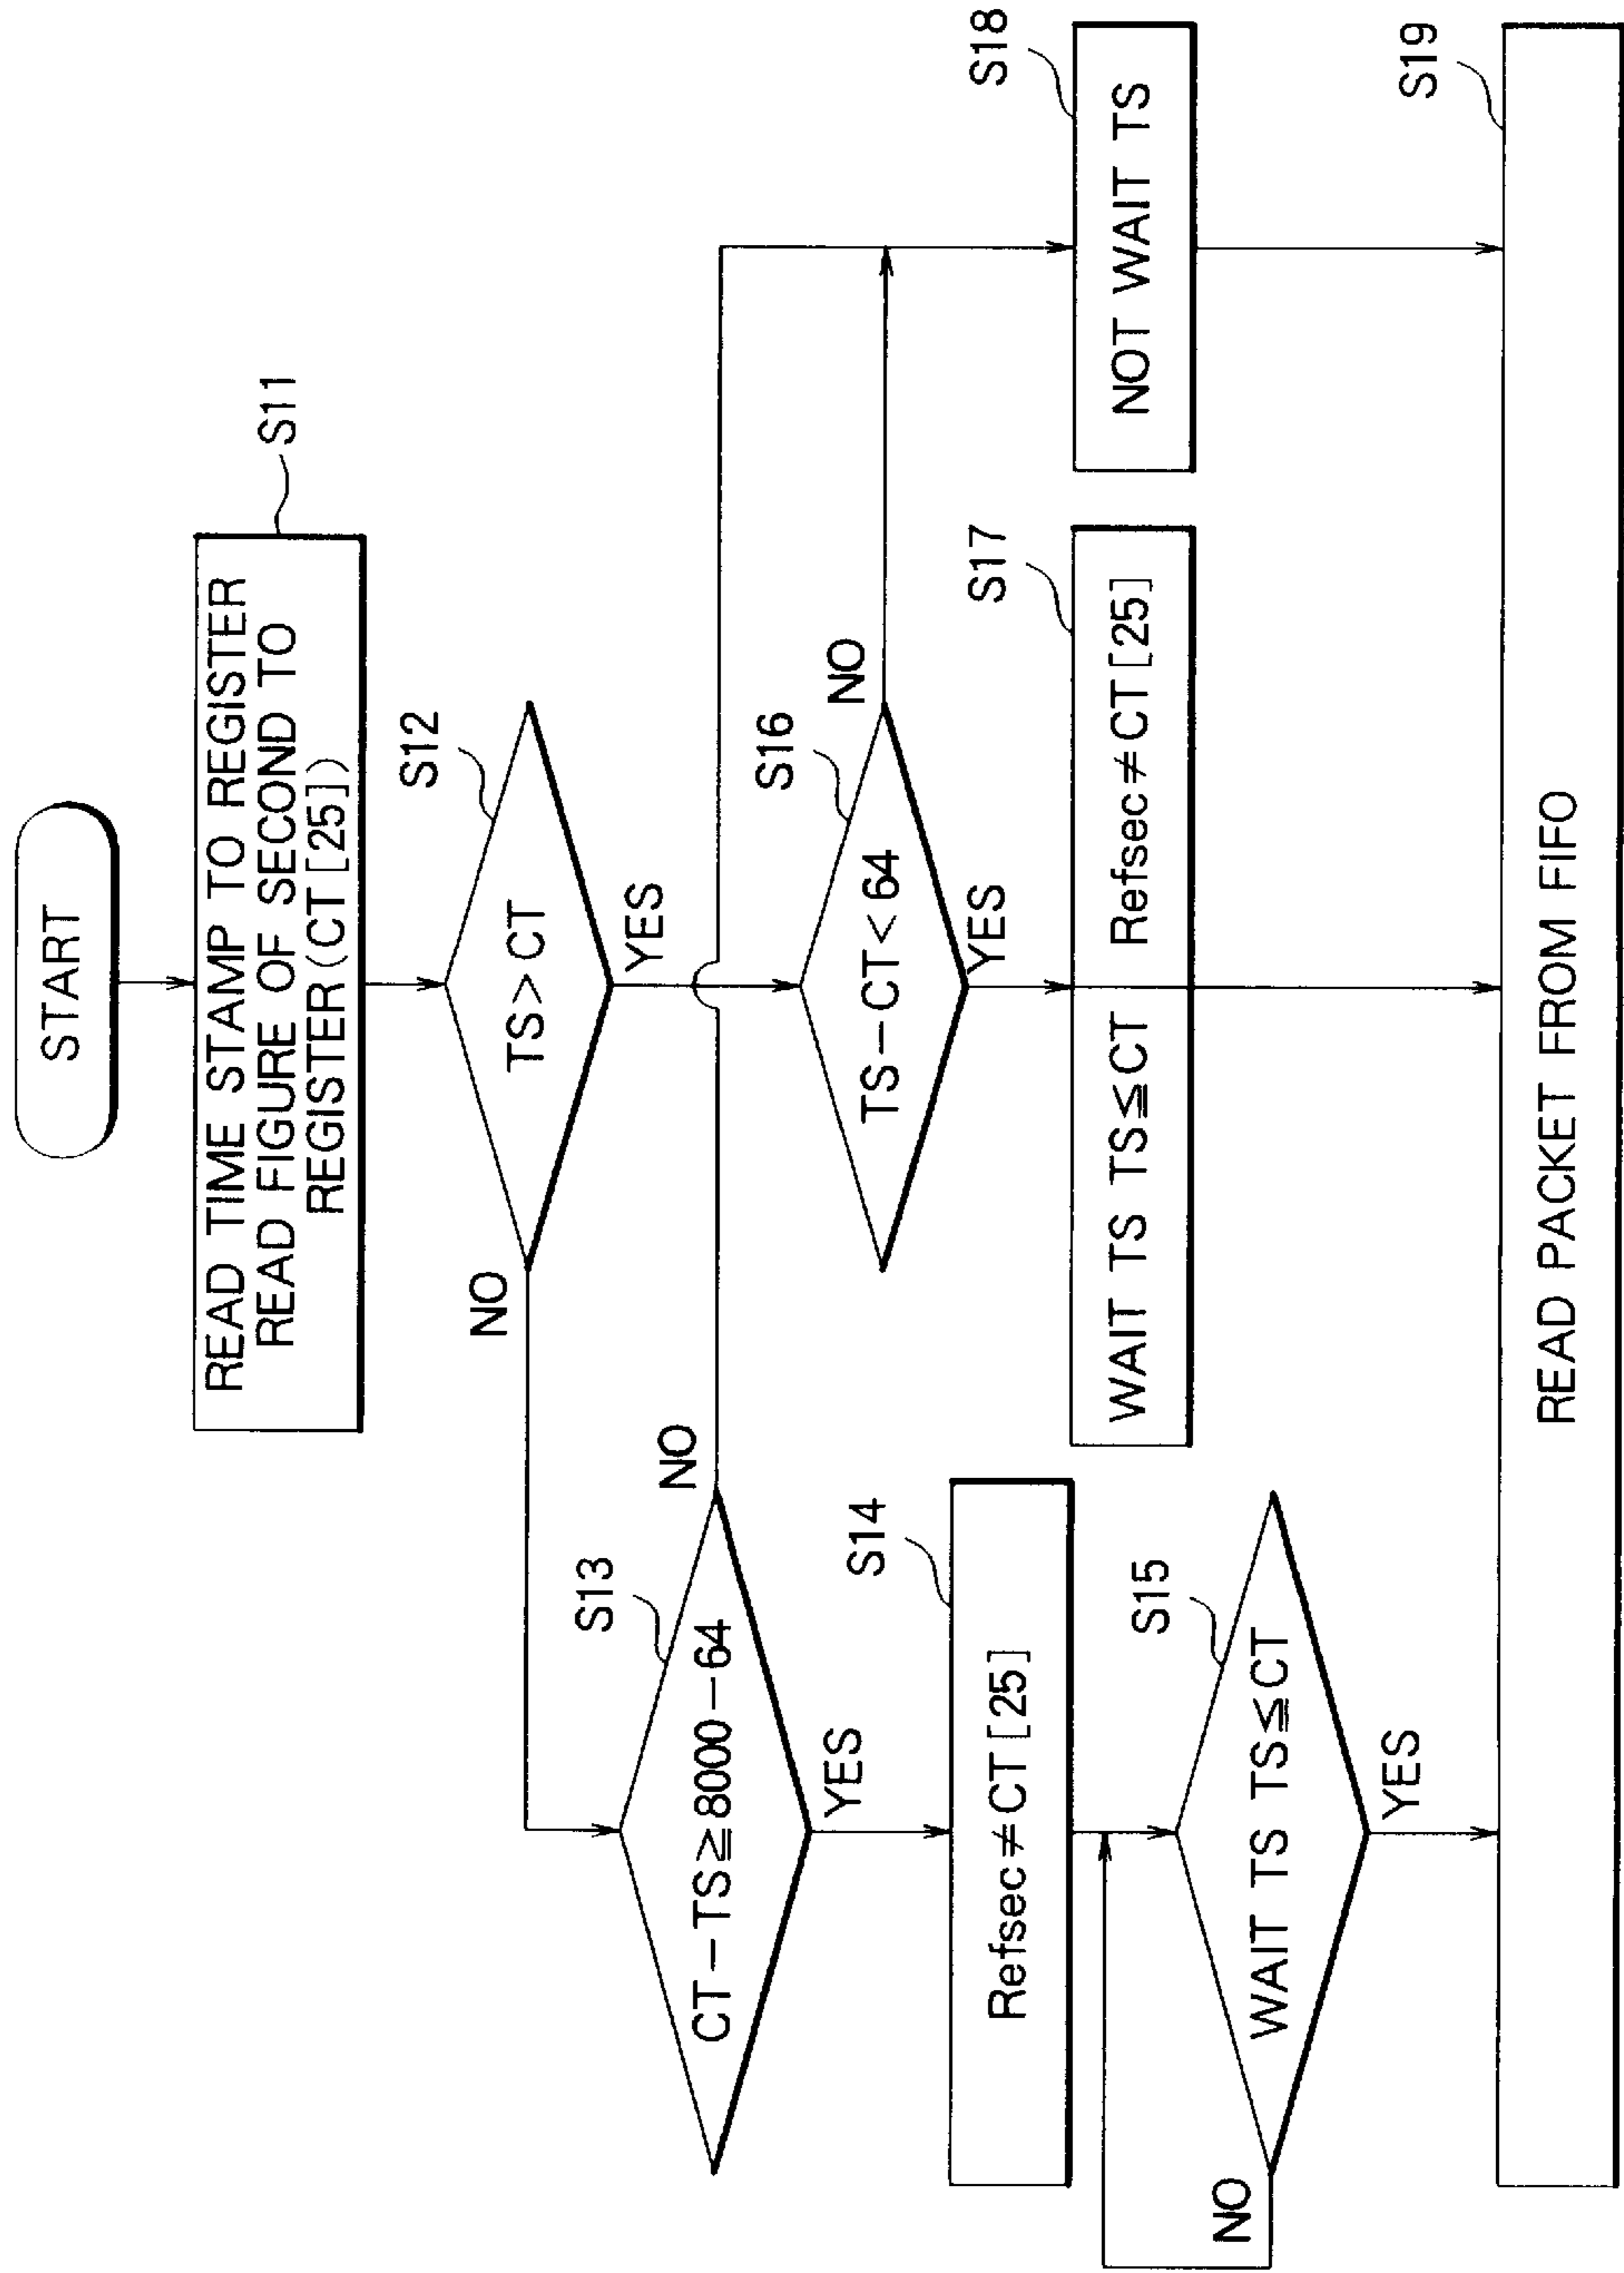 START
READ TIME STAMP TO REGISTER
READ FIGURE OF SECOND TO
REGISTER(CT[25])
S11
TS>CT
S12
NO
YES
CT-TS≧8000-64
S13
NO
YES
TS-CT<64
S16
NO
YES
Refsec≠CT[25]
S14
WAIT TS TS≦CT
S15
NO
YES
WAIT TS TS≦CT Refsec≠CT[25]
S17
NOT WAIT TS
S18
READ PACKET FROM FIFO
S19